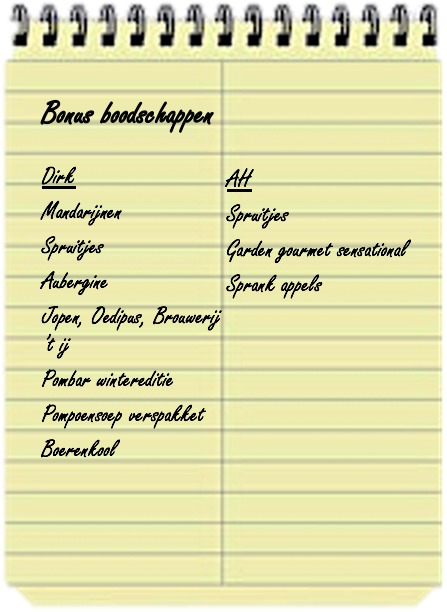 Bonus boodschappen
Dirk
Mandarijnen
Spruitjes
Aubergine
Jopen, Oedipus, Brouwerij
't ij
Pombar wintereditie
Pompoensoep verspakket
Boerenkool
AH
Spruitjes
Garden gourmet sensational
Sprank appels